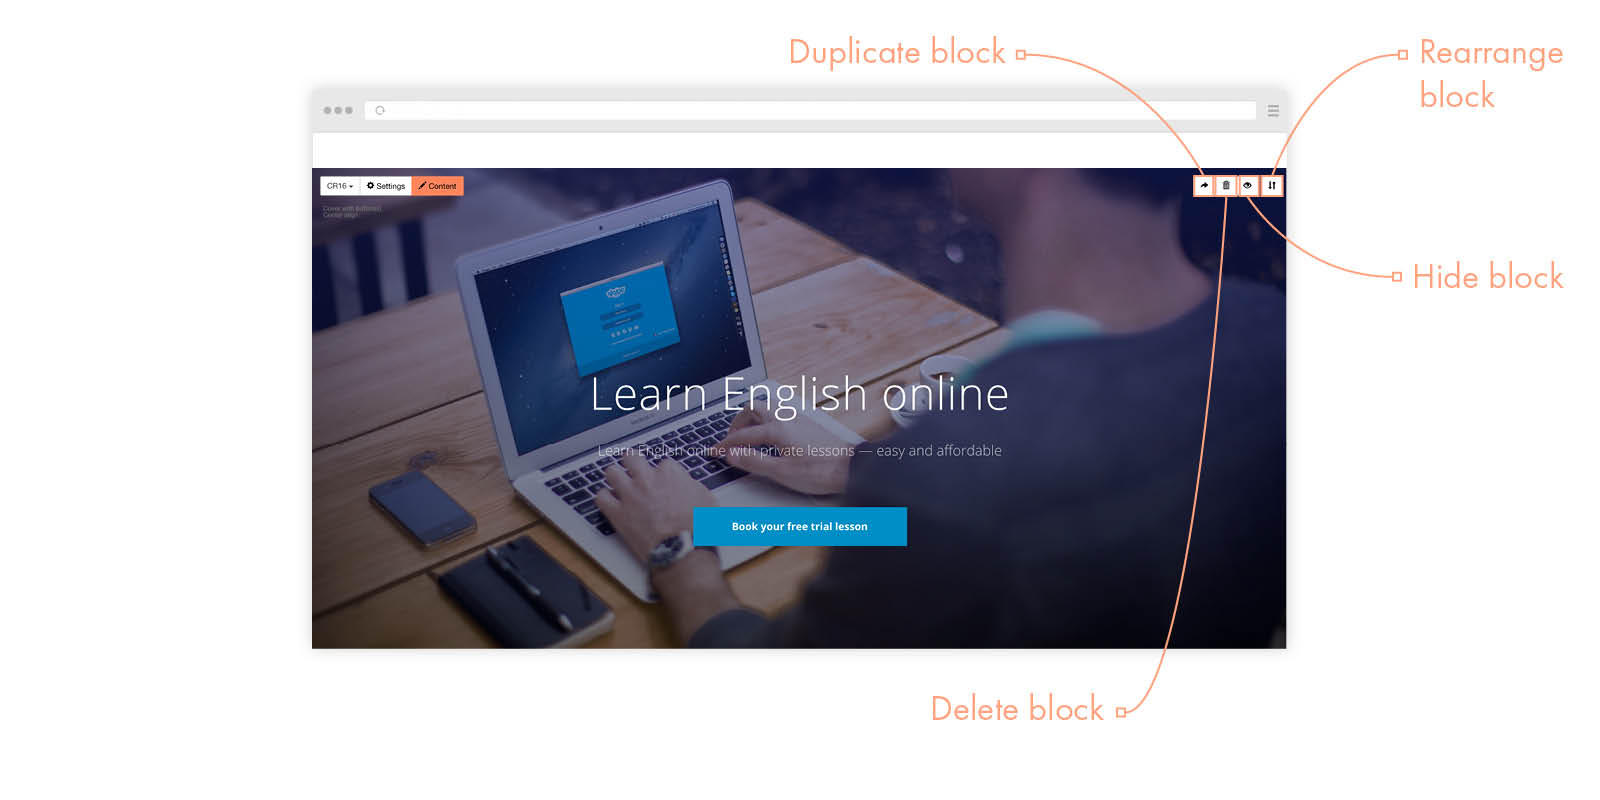 Duplicate block
Rearrange
block
CR16
Settings
Content
Cover with Buttons
Center align
Hide block
Learn English online
Learn English online with private lessons — easy and affordable
Book your free trial lesson
Delete block